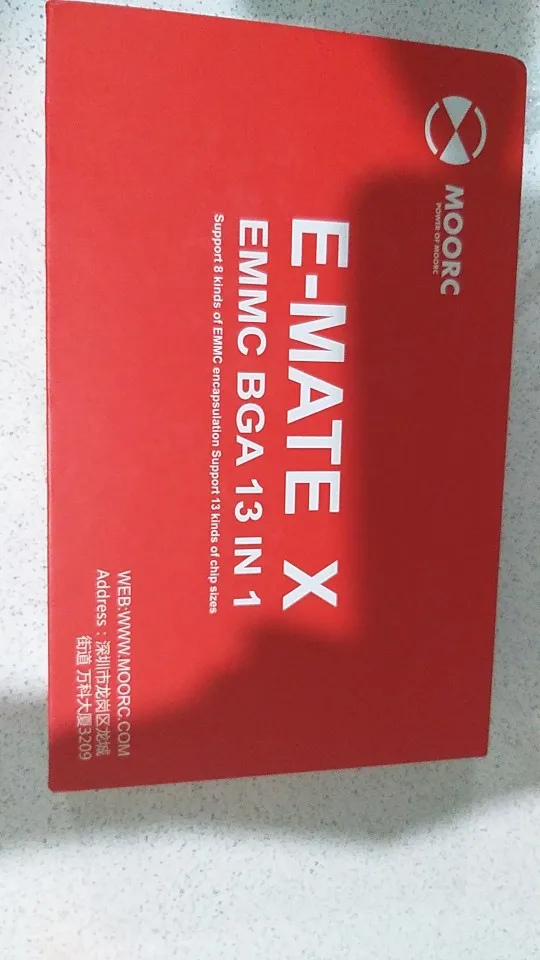 MOORC
POWER OF MOORC
E-MATE X
EMMC BGA 13 IN 1
Support 8 kinds of EMMC encapsulation Support 13 kinds of chip sizes
WEB:WWW.MOORC.COM
Address：深圳市龙岗区龙城
街道 万科大厦3209